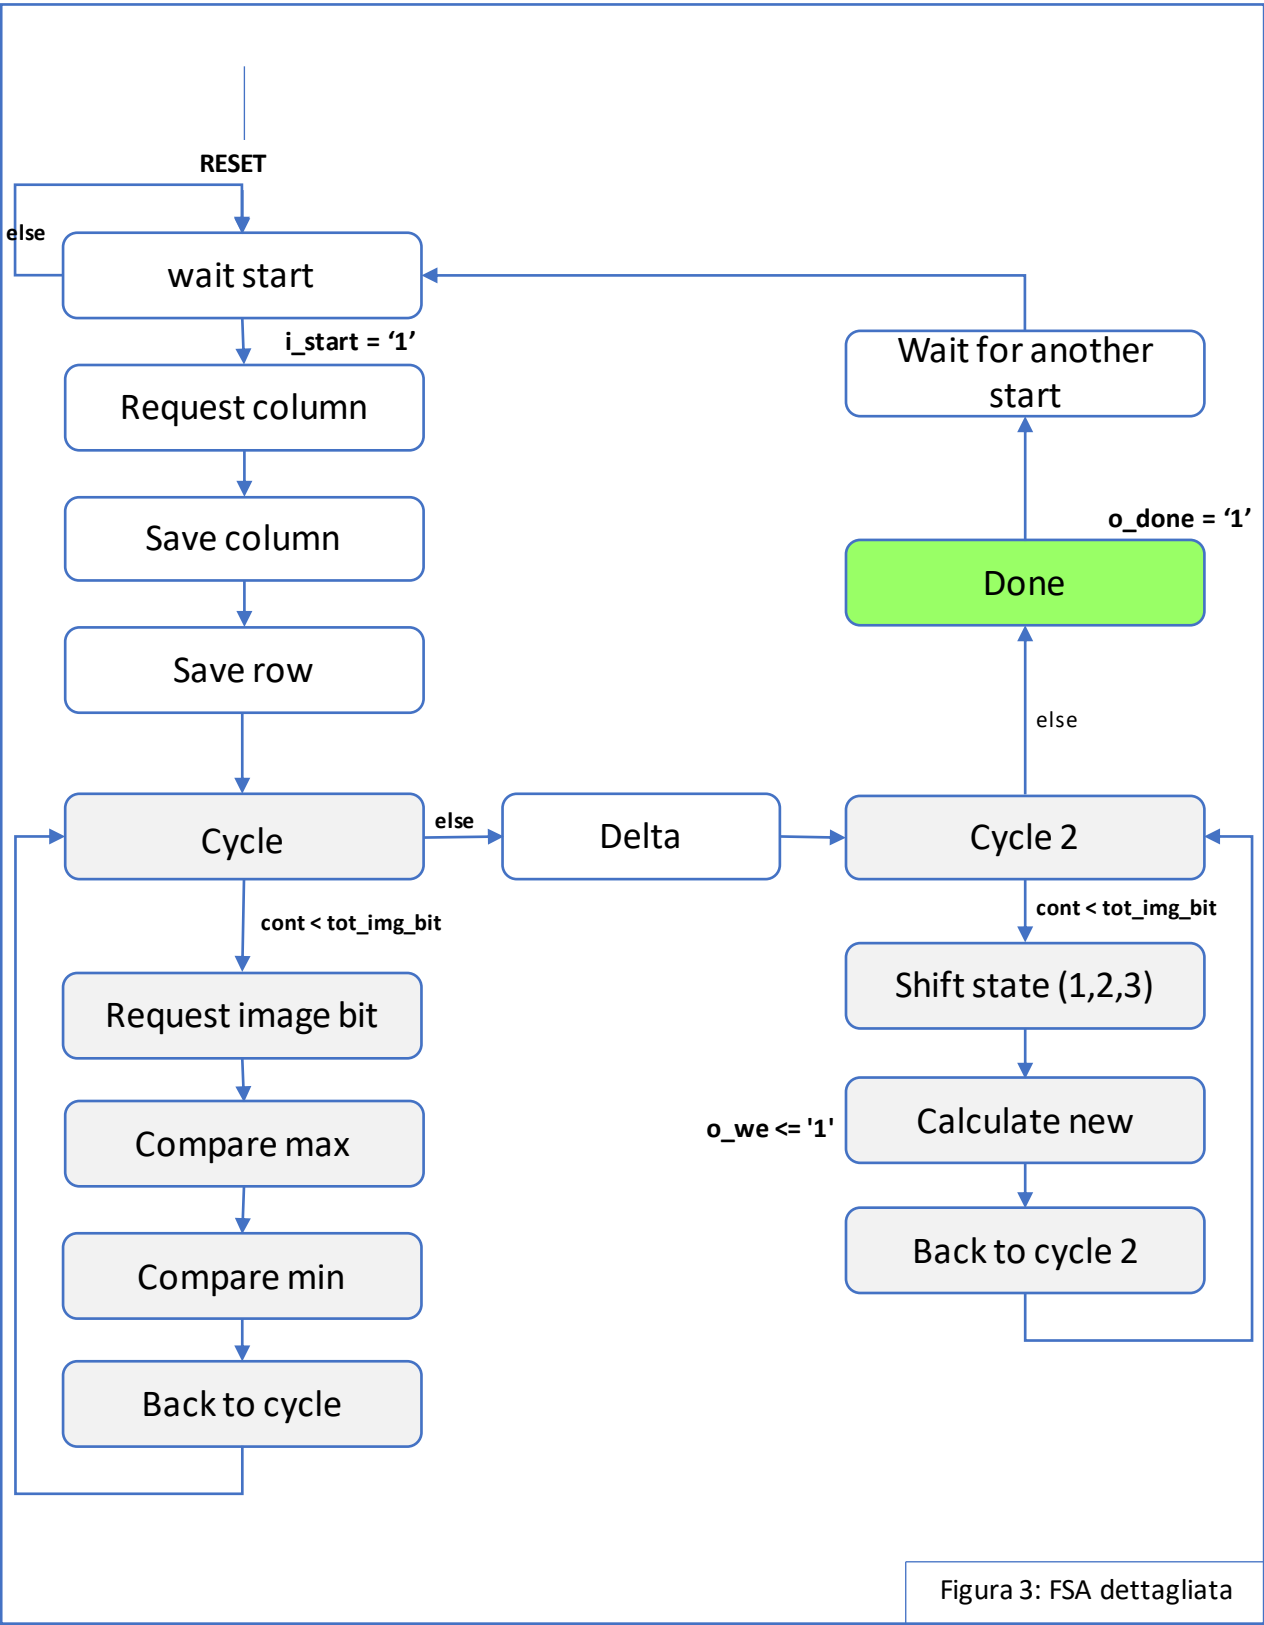 RESET
else
wait start
i_start = ‘1’
Request column
Save column
Save row
Cycle
else
cont < tot_img_bit
Request image bit
Compare max
Compare min
Back to cycle
Delta
Cycle 2
cont < tot_img_bit
Shift state (1,2,3)
o_we <= '1'
Calculate new
Back to cycle 2
else
Done
o_done = ‘1’
Wait for another
start
Figura 3: FSA dettagliata